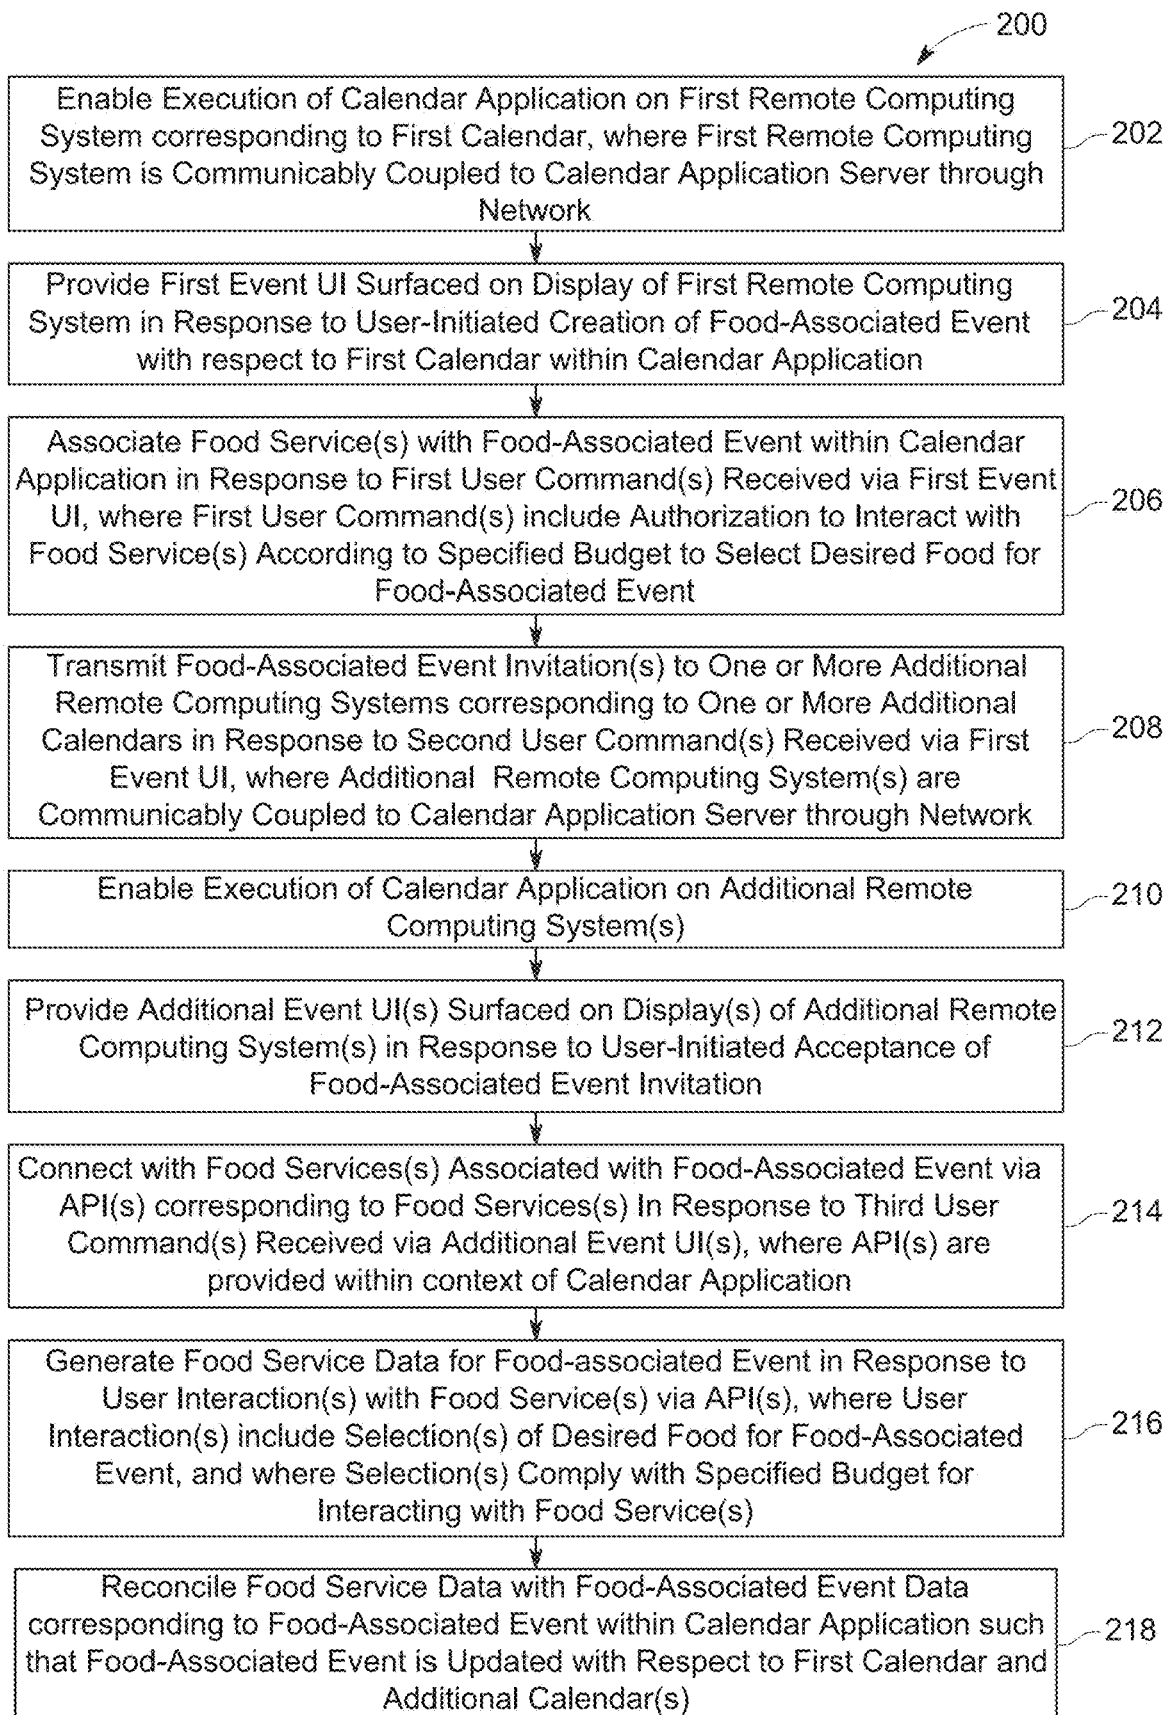 200
Enable Execution of Calendar Application on First Remote Computing
System corresponding to First Calendar, where First Remote Computing
System is Communicably Coupled to Calendar Application Server through
Network
202
Provide First Event UI Surfaced on Display of First Remote Computing
System in Response to User-Initiated Creation of Food-Associated Event
with respect to First Calendar within Calendar Application
204
Associate Food Service(s) with Food-Associated Event within Calendar
Application in Response to First User Command(s) Received via First Event
UI, where First User Command(s) include Authorization to Interact with
Food Service(s) According to Specified Budget to Select Desired Food for
Food-Associated Event
206
Transmit Food-Associated Event Invitation(s) to One or More Additional
Remote Computing Systems corresponding to One or More Additional
Calendars in Response to Second User Command(s) Received via First
Event UI, where Additional Remote Computing System(s) are
Communicably Coupled to Calendar Application Server through Network
208
Enable Execution of Calendar Application on Additional Remote
Computing System(s)
210
Provide Additional Event UI(s) Surfaced on Display(s) of Additional Remote
Computing System(s) in Response to User-Initiated Acceptance of
Food-Associated Event Invitation
212
Connect with Food Services(s) Associated with Food-Associated Event via
API(s) corresponding to Food Services(s) In Response to Third User
Command(s) Received via Additional Event UI(s), where API(s) are
provided within context of Calendar Application
214
Generate Food Service Data for Food-associated Event in Response to
User Interaction(s) with Food Service(s) via API(s), where User
Interaction(s) include Selection(s) of Desired Food for Food-Associated
Event, and where Selection(s) Comply with Specified Budget for
Interacting with Food Service(s)
216
Reconcile Food Service Data with Food-Associated Event Data
corresponding to Food-Associated Event within Calendar Application such
that Food-Associated Event is Updated with Respect to First Calendar and
Additional Calendar(s)
218